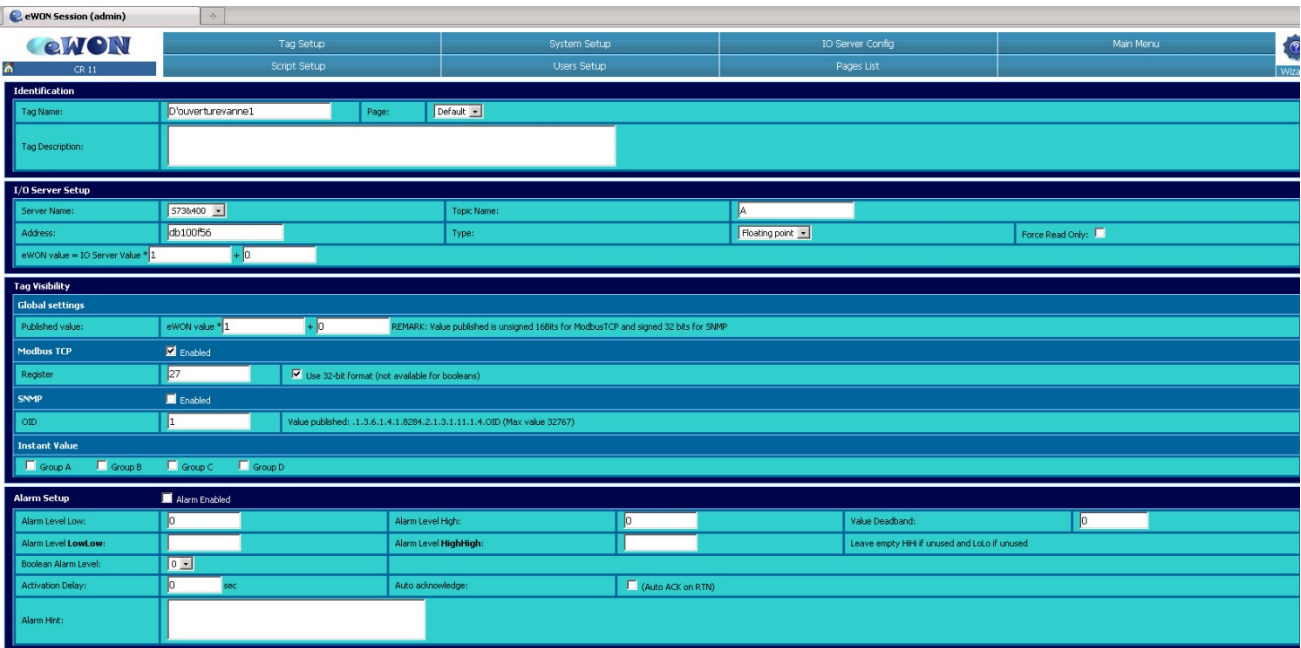 eWON Session (admin)
eWON
Tag Setup System Setup IO Server Config Main Menu
CR 11 Script Setup Users Setup Pages List
Identification
Tag Name: D'ouverturevanne1 Page: Default
Tag Description:
I/O Server Setup
Server Name: S73&400 Topic Name: A
Address: db100f56 Type: Floating point Force Read Only:
eWON value = IO Server Value * 1 + 0
Tag Visibility
Global settings
Published value: eWON value * 1 + 0 REMARK: Value published is unsigned 16Bits for ModbusTCP and signed 32 bits for SNMP
Modbus TCP Enabled
Register 27 Use 32-bit format (not available for booleans)
SNMP Enabled
OID 1 Value published: .1.3.6.1.4.1.8284.2.1.3.1.11.1.4.OID (Max value 32767)
Instant Value
Group A Group B Group C Group D
Alarm Setup Alarm Enabled
Alarm Level Low: 0 Alarm Level High: 0 Value Deadband: 0
Alarm Level LowLow: Alarm Level HighHigh: Leave empty HiHi if unused and LoLo if unused
Boolean Alarm Level: 0
Activation Delay: 0 sec Auto acknowledge: (Auto ACK on RTN)
Alarm Hint: